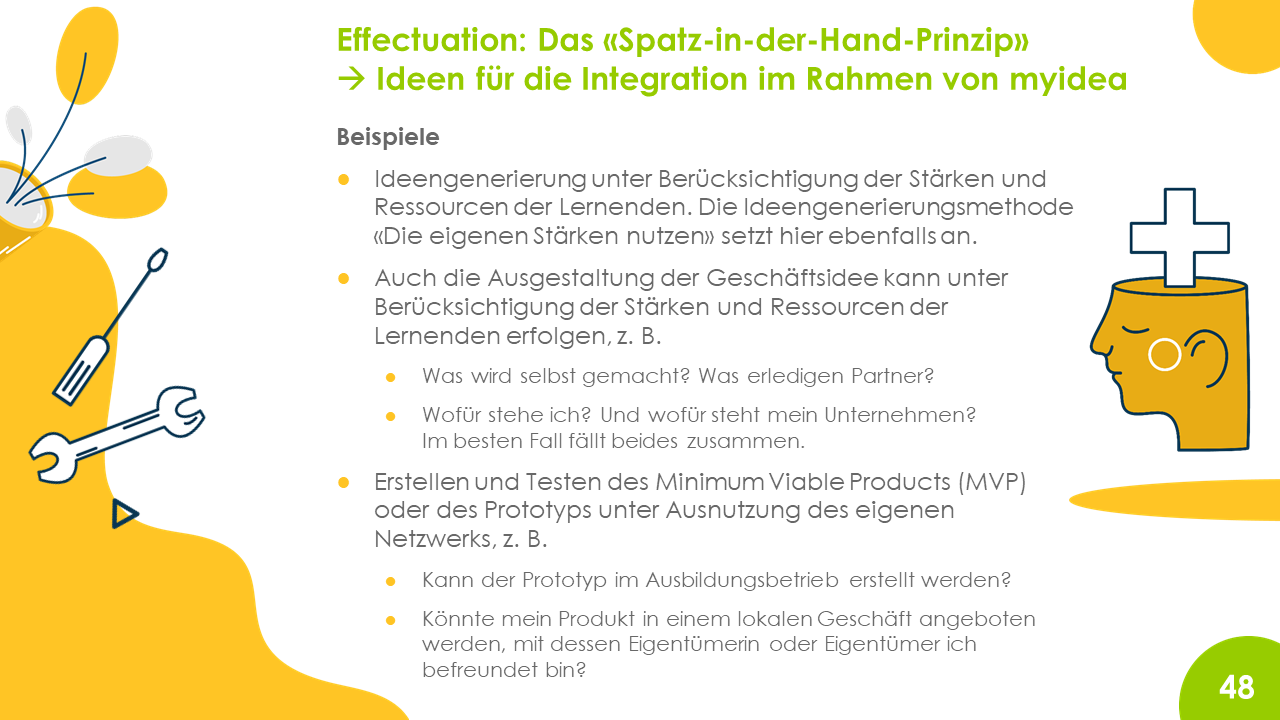 Effectuation: Das «Spatz-in-der-Hand-Prinzip»
→ Ideen für die Integration im Rahmen von myidea
Beispiele
● Ideengenerierung unter Berücksichtigung der Stärken und
Ressourcen der Lernenden. Die Ideengenerierungsmethode
«Die eigenen Stärken nutzen» setzt hier ebenfalls an.
● Auch die Ausgestaltung der Geschäftsidee kann unter
Berücksichtigung der Stärken und Ressourcen der
Lernenden erfolgen, z. B.
● Was wird selbst gemacht? Was erledigen Partner?
● Wofür stehe ich? Und wofür steht mein Unternehmen?
Im besten Fall fällt beides zusammen.
● Erstellen und Testen des Minimum Viable Products (MVP)
oder des Prototyps unter Ausnutzung des eigenen
Netzwerks, z. B.
● Kann der Prototyp im Ausbildungsbetrieb erstellt werden?
● Könnte mein Produkt in einem lokalen Geschäft angeboten
werden, mit dessen Eigentümerin oder Eigentümer ich
befreundet bin?
48